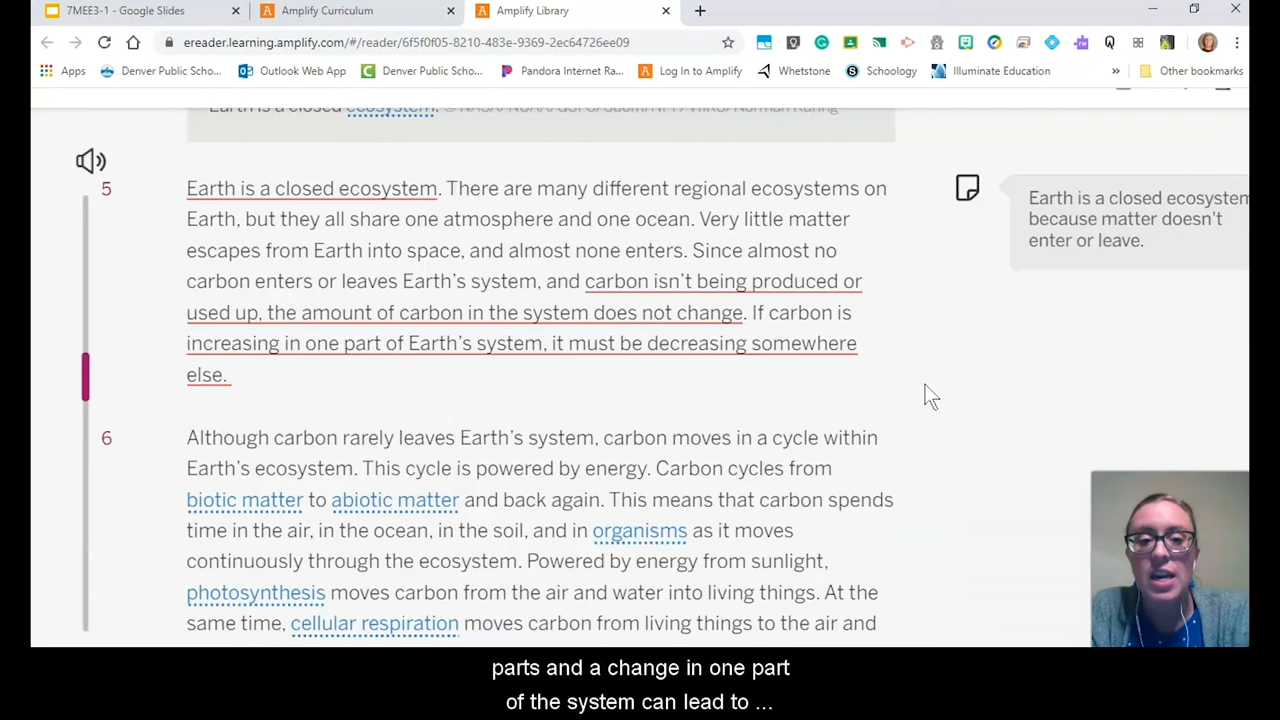 7MEE3-1 - Google Slides
Amplify Curriculum
Amplify Library
ereader.learning.amplify.com/#/reader/6f5f0f05-8210-483e-9369-2ec64726ee09
Apps Denver Public Scho... Outlook Web App Denver Public Scho... Pandora Internet Ra... Log In to Amplify Whetstone Schoology Illuminate Education » Other bookmarks
Earth is a closed ecosystem.
5
Earth is a closed ecosystem. There are many different regional ecosystems on
Earth, but they all share one atmosphere and one ocean. Very little matter
escapes from Earth into space, and almost none enters. Since almost no
carbon enters or leaves Earth's system, and carbon isn't being produced or
used up, the amount of carbon in the system does not change. If carbon is
increasing in one part of Earth's system, it must be decreasing somewhere
else.
Earth is a closed ecosystem
because matter doesn't
enter or leave.
6
Although carbon rarely leaves Earth's system, carbon moves in a cycle within
Earth's ecosystem. This cycle is powered by energy. Carbon cycles from
biotic matter to abiotic matter and back again. This means that carbon spends
time in the air, in the ocean, in the soil, and in organisms as it moves
continuously through the ecosystem. Powered by energy from sunlight,
photosynthesis moves carbon from the air and water into living things. At the
same time, cellular respiration moves carbon from living things to the air and
parts and a change in one part
of the system can lead to ...